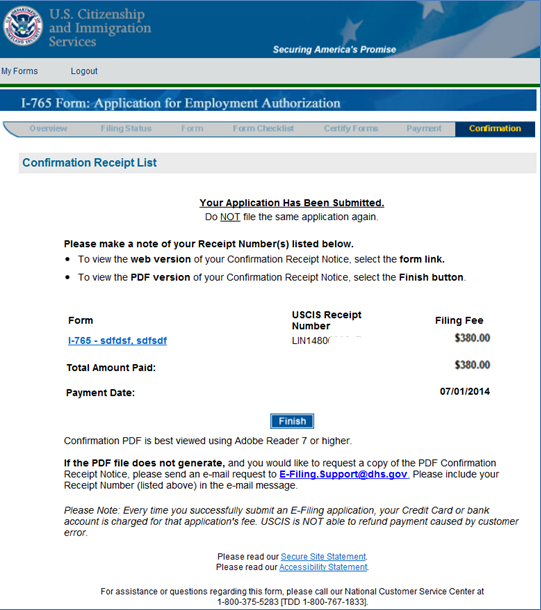 U.S. Citizenship
and Immigration
Services
Securing America's Promise
My Forms Logout
I-765 Form: Application for Employment Authorization
Overview Filing Status Form Form Checklist Certify Forms Payment Confirmation
Confirmation Receipt List
Your Application Has Been Submitted.
Do NOT file the same application again.
Please make a note of your Receipt Number(s) listed below.
• To view the web version of your Confirmation Receipt Notice, select the form link.
• To view the PDF version of your Confirmation Receipt Notice, select the Finish button.
Form USCIS Receipt Number Filing Fee
I-765 - sdfdsf, sdfsdf LIN1480 $380.00
Total Amount Paid: $380.00
Payment Date: 07/01/2014
Finish
Confirmation PDF is best viewed using Adobe Reader 7 or higher.
If the PDF file does not generate, and you would like to request a copy of the PDF Confirmation
Receipt Notice, please send an e-mail request to E-Filing.Support@dhs.gov. Please include your
Receipt Number (listed above) in the e-mail message.
Please Note: Every time you successfully submit an E-Filing application, your Credit Card or bank
account is charged for that application's fee. USCIS is NOT able to refund payment caused by customer
error.
Please read our Secure Site Statement.
Please read our Accessibility Statement.
For assistance or questions regarding this form, please call our National Customer Service Center at
1-800-375-5283 [TDD 1-800-767-1833].